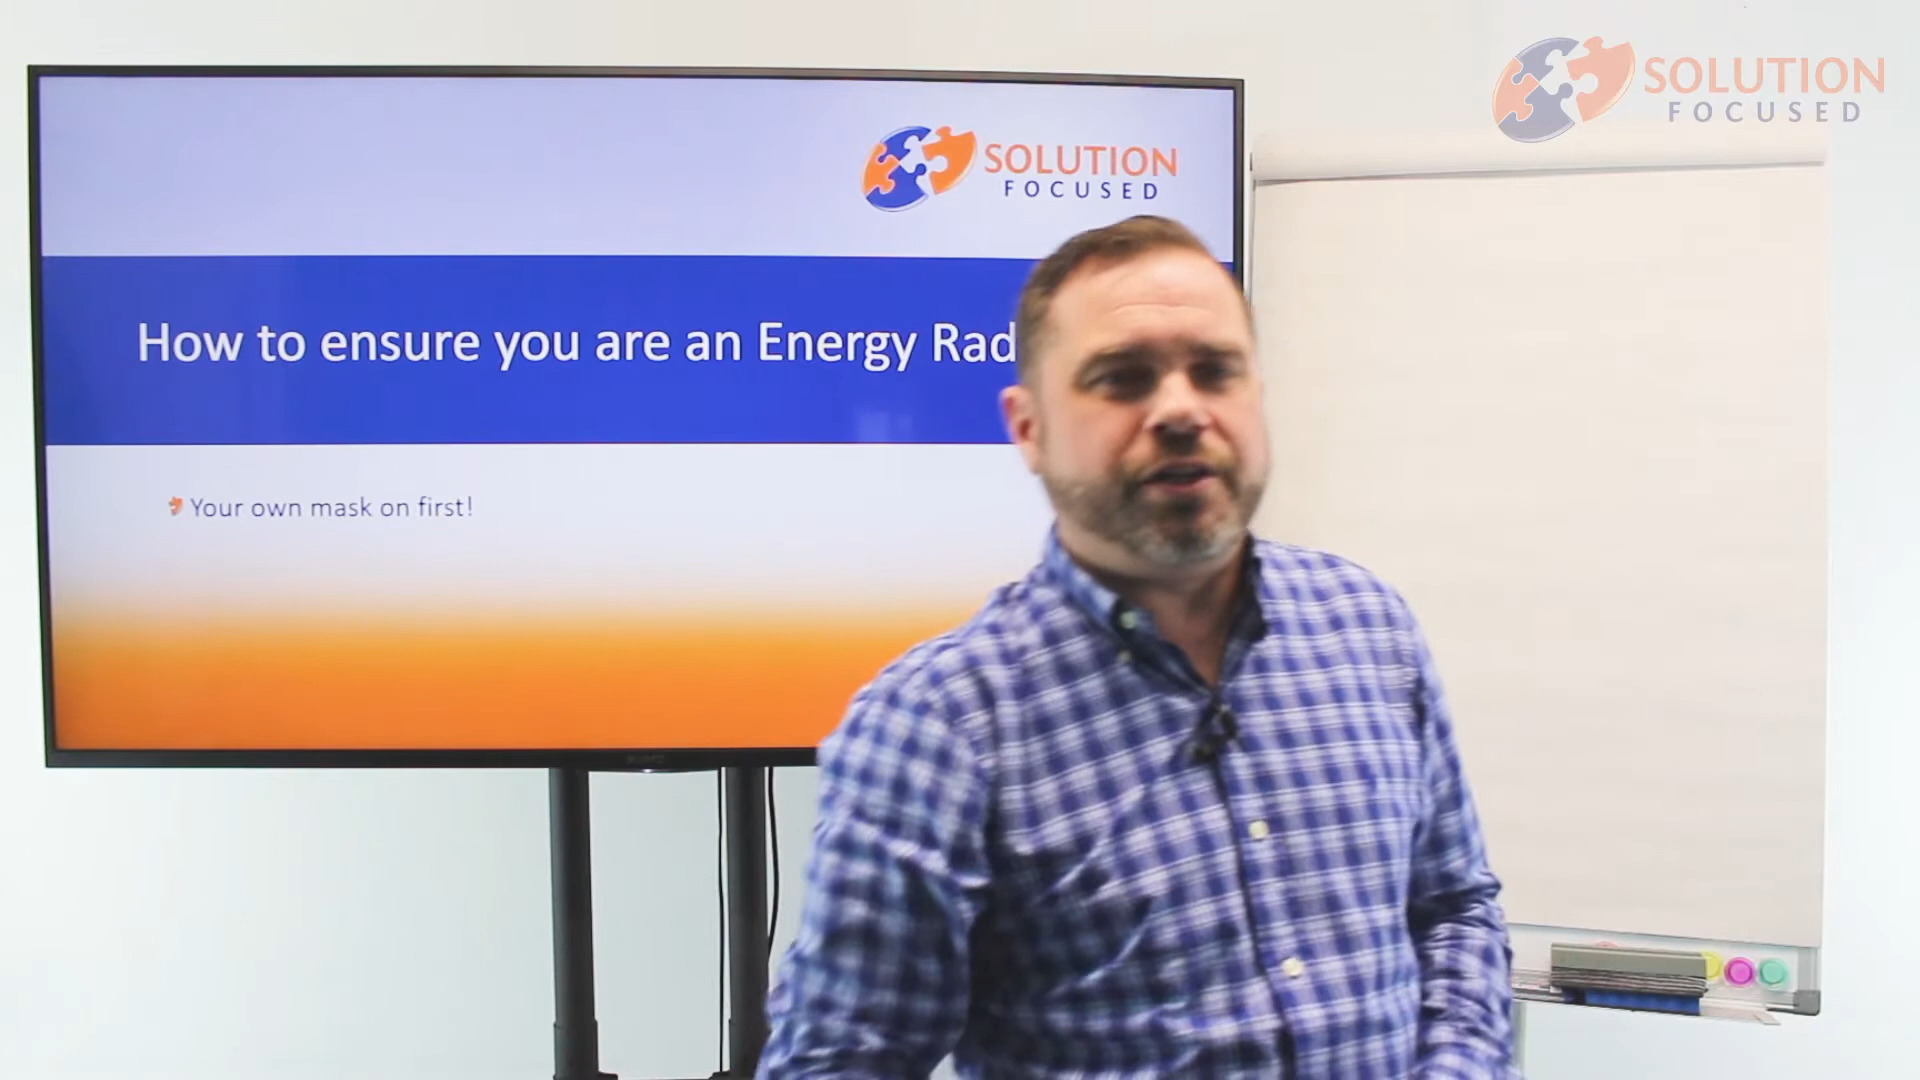 SOLUTION
FOCUSED
SOLUTION
FOCUSED
How to ensure you are an Energy Rad
Your own mask on first!